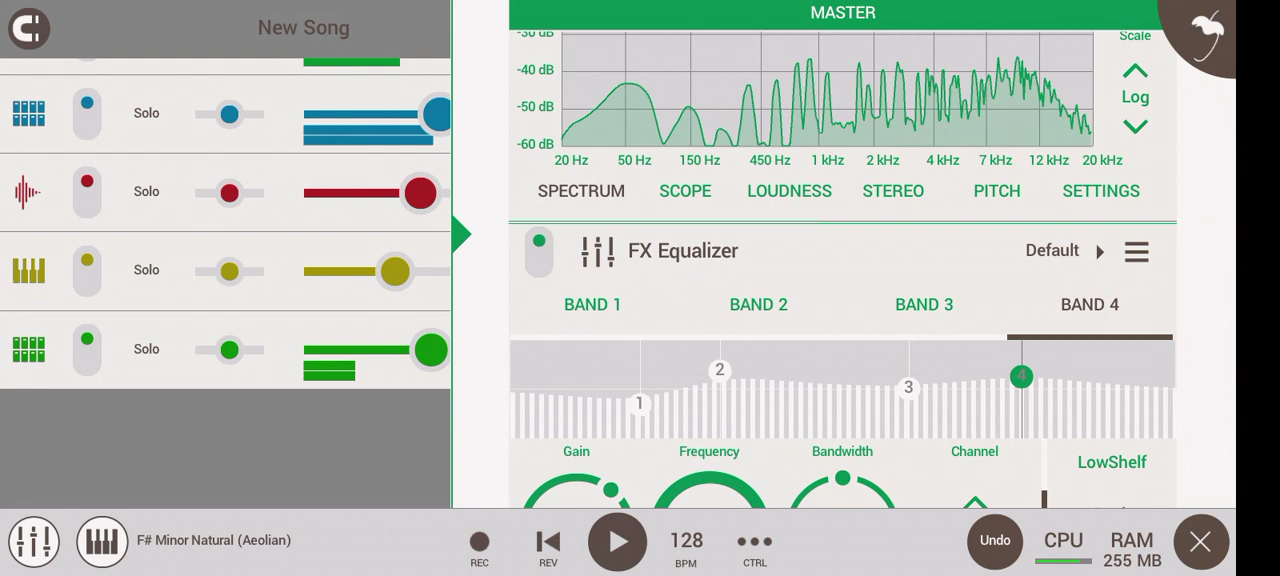 New Song
MASTER
-30 dB
Scale
-40 dB
Log
-50 dB
-60 dB
20 Hz 50 Hz 150 Hz 450 Hz 1 kHz 2 kHz 4 kHz 7 kHz 12 kHz 20 kHz
SPECTRUM SCOPE LOUDNESS STEREO PITCH SETTINGS
Solo
Solo
Solo
Solo
FX Equalizer Default
BAND 1 BAND 2 BAND 3 BAND 4
1 2 3 4
Gain Frequency Bandwidth Channel
LowShelf
F# Minor Natural (Aeolian)
REC
REV
128
BPM
CTRL
Undo
CPU
RAM
255 MB